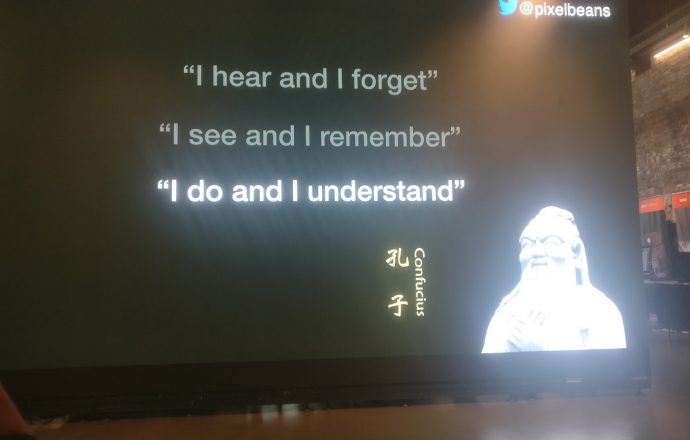 @pixelbeans
“I hear and I forget”
“I see and I remember”
“I do and I understand”
孔子
Confucius